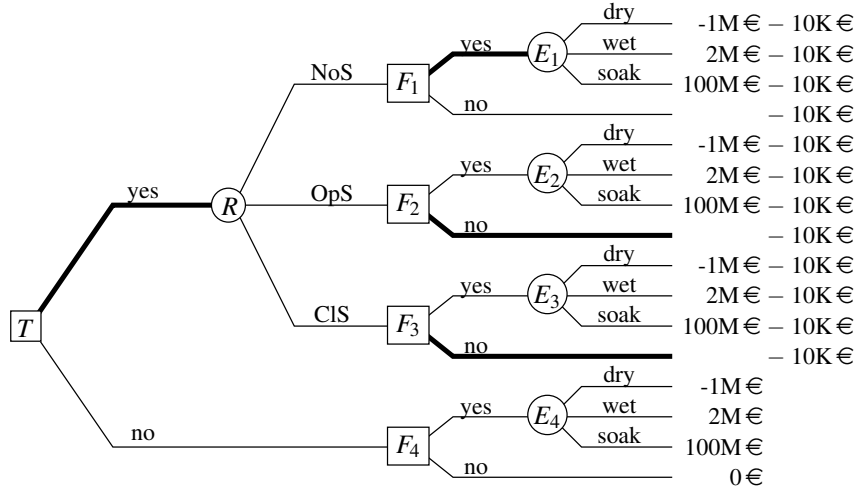 dry -1M€ − 10K€
yes E1 wet 2M€ − 10K€
NoS F1 soak 100M€ − 10K€
no − 10K€
dry -1M€ − 10K€
yes E2 wet 2M€ − 10K€
yes R OpS F2 soak 100M€ − 10K€
no − 10K€
dry -1M€ − 10K€
yes E3 wet 2M€ − 10K€
T ClS F3 soak 100M€ − 10K€
no − 10K€
dry -1M€
yes E4 wet 2M€
no F4 soak 100M€
no 0€